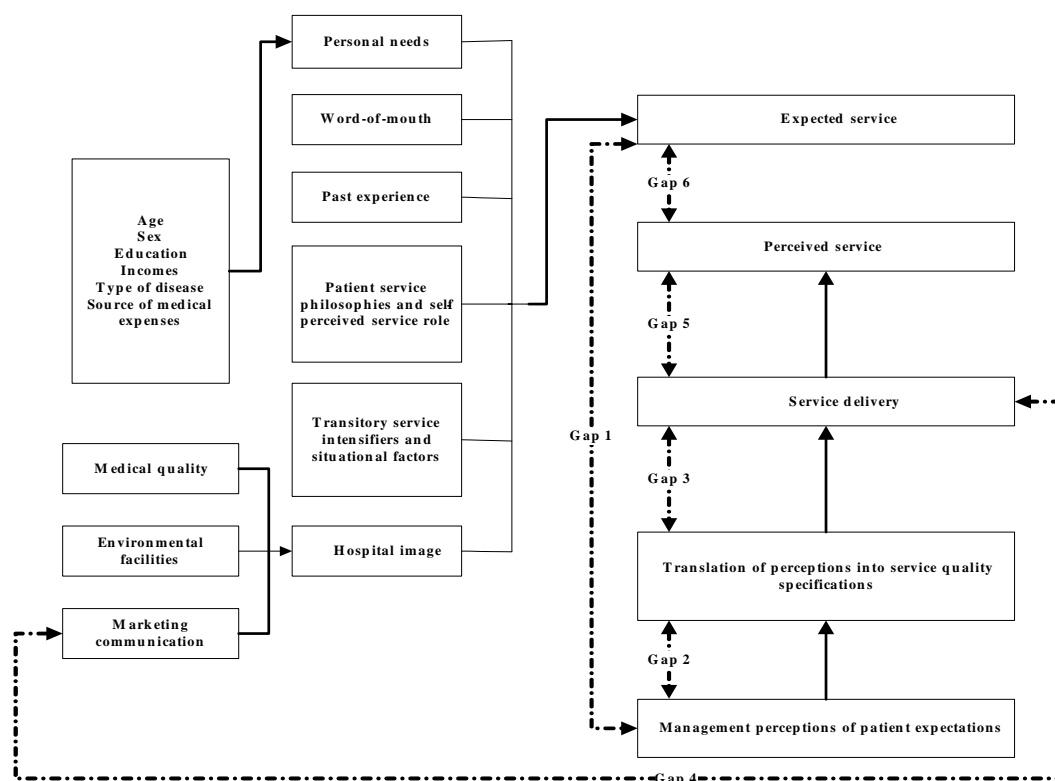 Personal needs
Word-of-mouth
Past experience
Patient service
philosophies and self-
perceived service role
Transitory service
intensifiers and
situational factors
Hospital image
Age
Sex
Education
Incomes
Type of disease
Source of medical
expenses
Medical quality
Environmental
facilities
Marketing
communication
Expected service
Gap 6
Perceived service
Gap 5
Service delivery
Gap 1
Gap 3
Translation of perceptions into service quality
specifications
Gap 2
Management perceptions of patient expectations
Gap 4